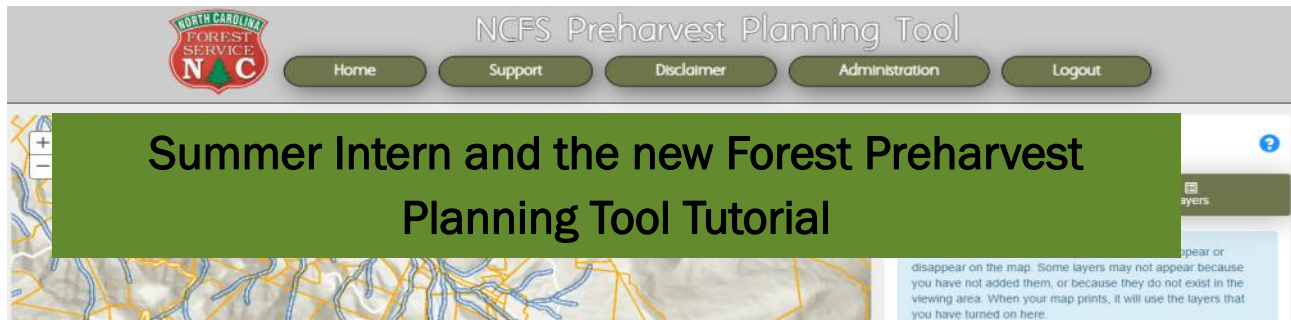 NORTH CAROLINA
FOREST
SERVICE
N C
NCFS Preharvest Planning Tool
Home Support Disclaimer Administration Logout
+
−
Summer Intern and the new Forest Preharvest
Planning Tool Tutorial
?
ayers
ppear or
disappear on the map. Some layers may not appear because
you have not added them, or because they do not exist in the
viewing area. When your map prints, it will use the layers that
you have turned on here.